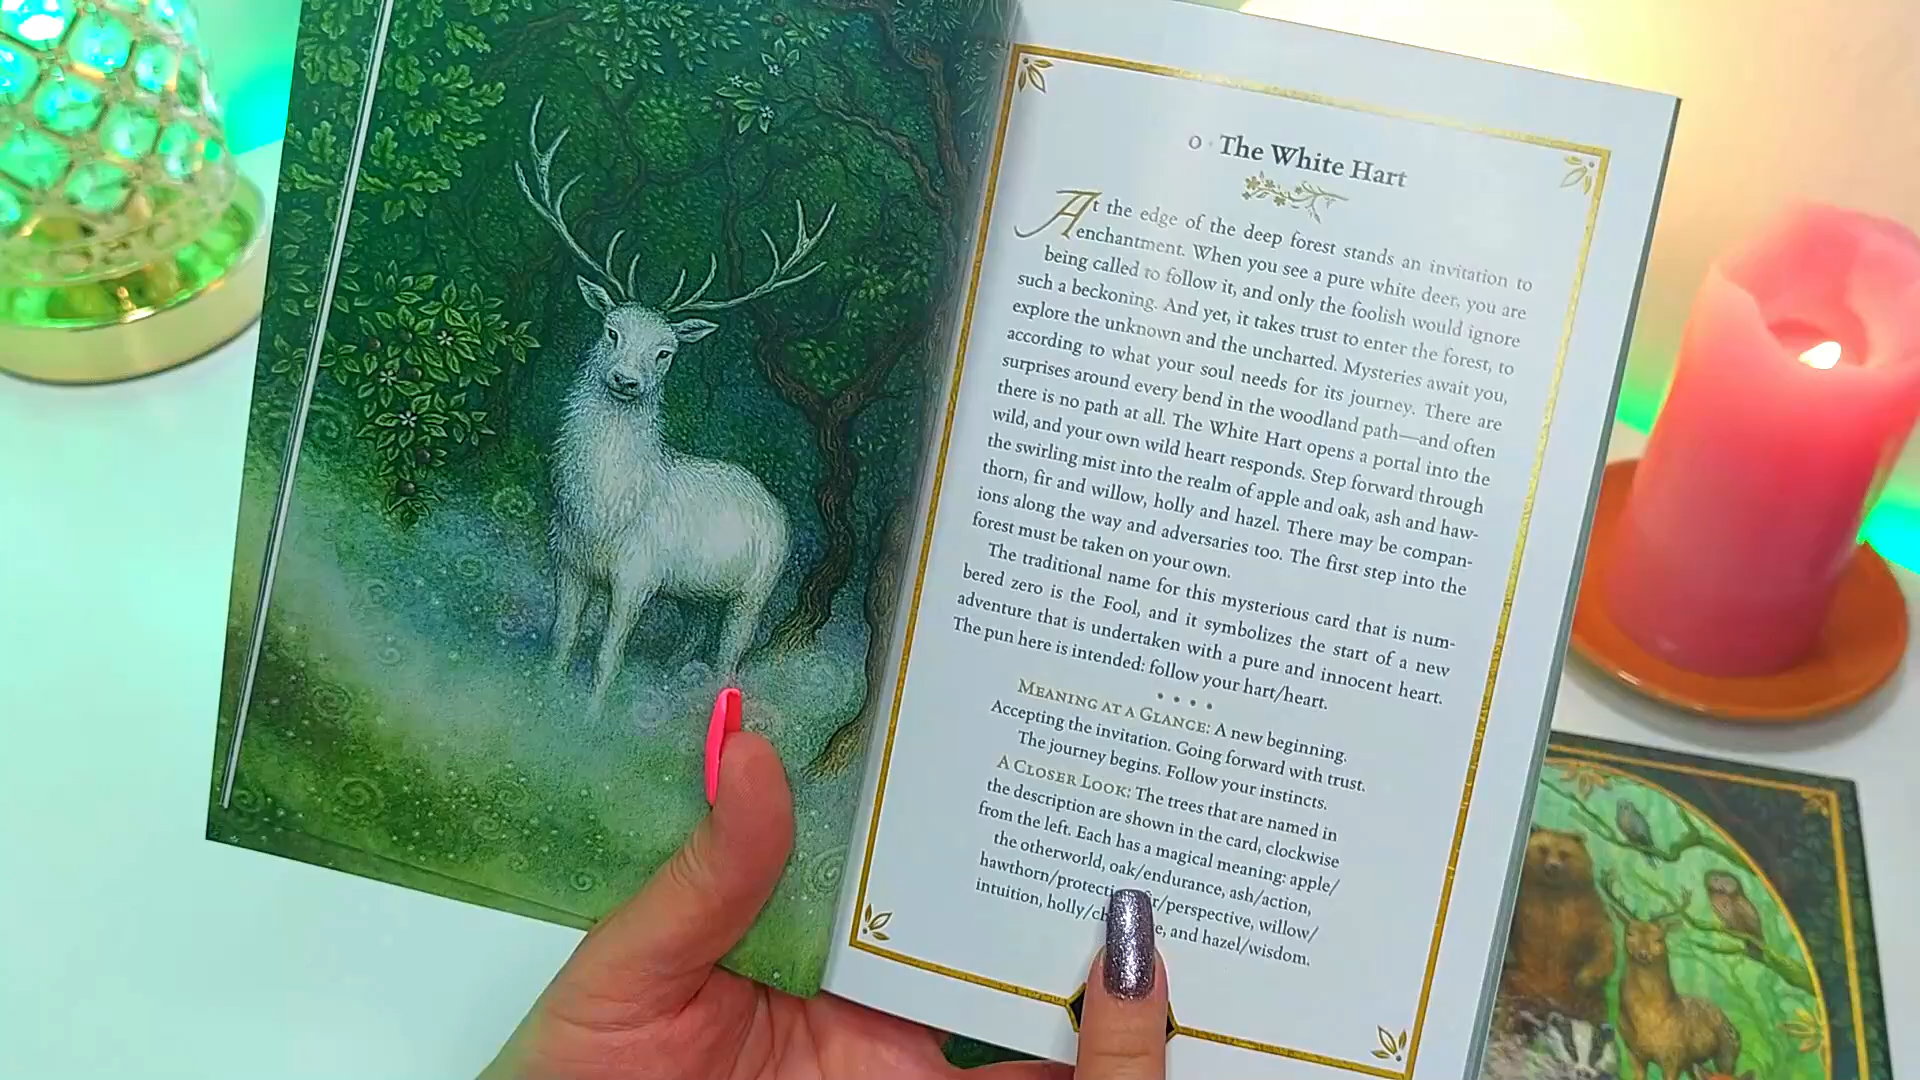 0 · The White Hart
At the edge of the deep forest stands an invitation to
enchantment. When you see a pure white deer, you are
being called to follow it, and only the foolish would ignore
such a beckoning. And yet, it takes trust to enter the forest, to
explore the unknown and the uncharted. Mysteries await you,
according to what your soul needs for its journey. There are
surprises around every bend in the woodland path—and often
there is no path at all. The White Hart opens a portal into the
wild, and your own wild heart responds. Step forward through
the swirling mist into the realm of apple and oak, ash and haw-
thorn, fir and willow, holly and hazel. There may be compan-
ions along the way and adversaries too. The first step into the
forest must be taken on your own.
The traditional name for this mysterious card that is num-
bered zero is the Fool, and it symbolizes the start of a new
adventure that is undertaken with a pure and innocent heart.
The pun here is intended: follow your hart/heart.
MEANING AT A GLANCE: A new beginning.
Accepting the invitation. Going forward with trust.
The journey begins. Follow your instincts.
A CLOSER LOOK: The trees that are named in
the description are shown in the card, clockwise
from the left. Each has a magical meaning: apple/
the otherworld, oak/endurance, ash/action,
hawthorn/ /perspective, willow/
intuition, and hazel/wisdom.